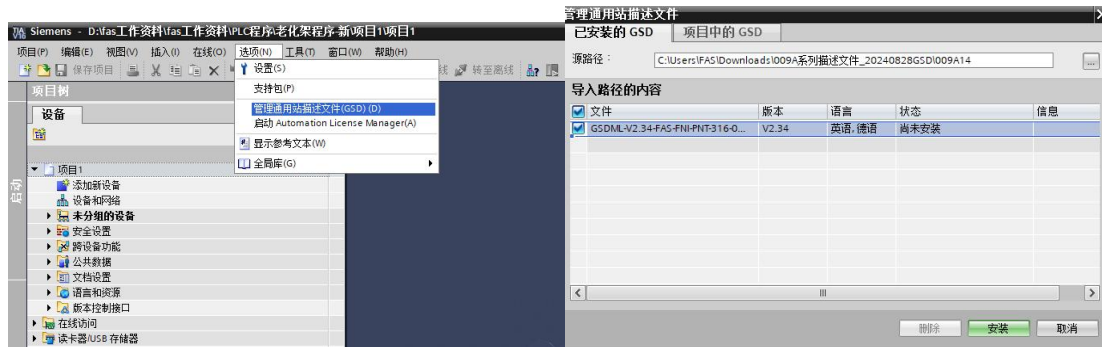 Siemens - D:\fas工作资料\fas工作资料\PLC程序\老化架程序-新\项目1\项目1
项目(P) 编辑(E) 视图(V) 插入(I) 在线(O) 选项(N) 工具(T) 窗口(W) 帮助(H)
保存项目
转至离线
设置(S)
支持包(P)
管理通用站描述文件(GSD) (D)
启动 Automation License Manager(A)
显示参考文本(W)
全局库(G)
项目树
设备
启动
项目1
添加新设备
设备和网络
未分组的设备
安全设置
跨设备功能
公共数据
文档设置
语言和资源
版本控制接口
在线访问
读卡器/USB 存储器
管理通用站描述文件
已安装的 GSD 项目中的 GSD
源路径: C:\Users\FAS\Downloads\009A系列描述文件_20240828GSD\009A14 ...
导入路径的内容
文件 版本 语言 状态 信息
GSDML-V2.34-FAS-FNI-PNT-316-0... V2.34 英语, 德语 尚未安装
删除 安装 取消